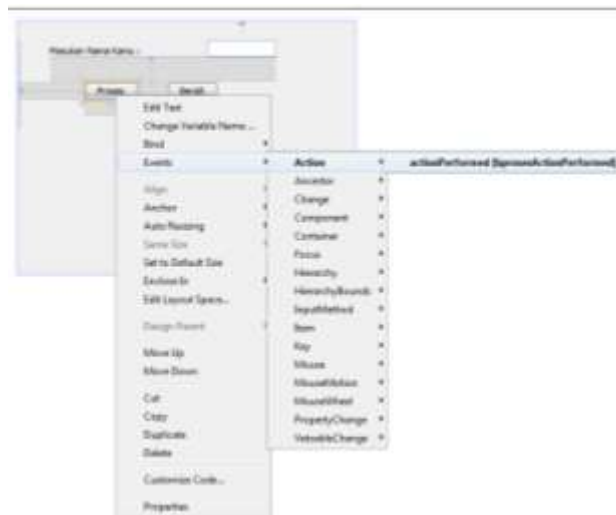 Masukan Nama Kamu :
Proses Bersih
Edit Text
Change Variable Name ...
Bind
Events
Align
Anchor
Auto Resizing
Same Size
Set to Default Size
Enclose In
Edit Layout Space...
Design Parent
Move Up
Move Down
Cut
Copy
Duplicate
Delete
Customize Code...
Properties
Action
Ancestor
Change
Component
Container
Focus
Hierarchy
HierarchyBounds
InputMethod
Item
Key
Mouse
MouseMotion
MouseWheel
PropertyChange
VetoableChange
actionPerformed [bprosesActionPerformed]